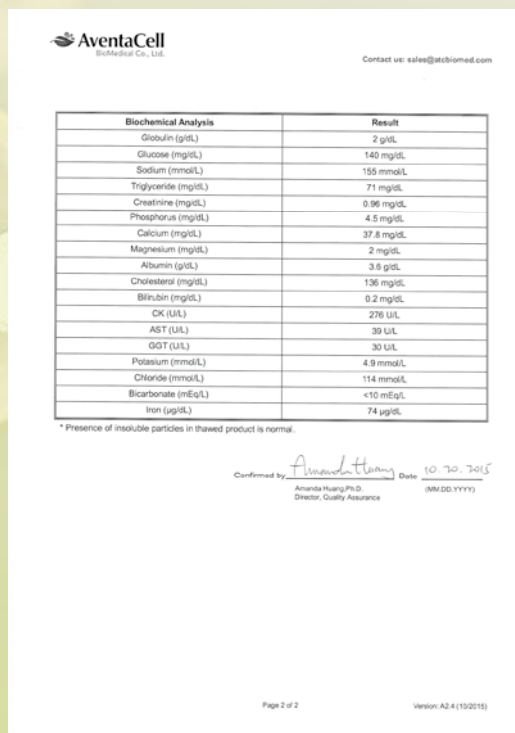 AventaCell
BioMedical Co., Ltd.
Contact us: sales@atcbiomed.com
Biochemical Analysis Result
Globulin (g/dL) 2 g/dL
Glucose (mg/dL) 140 mg/dL
Sodium (mmol/L) 155 mmol/L
Triglyceride (mg/dL) 71 mg/dL
Creatinine (mg/dL) 0.96 mg/dL
Phosphorus (mg/dL) 4.5 mg/dL
Calcium (mg/dL) 37.8 mg/dL
Magnesium (mg/dL) 2 mg/dL
Albumin (g/dL) 3.6 g/dL
Cholesterol (mg/dL) 136 mg/dL
Bilirubin (mg/dL) 0.2 mg/dL
CK (U/L) 276 U/L
AST (U/L) 39 U/L
GGT (U/L) 30 U/L
Potasium (mmol/L) 4.9 mmol/L
Chloride (mmol/L) 114 mmol/L
Bicarbonate (mEq/L) <10 mEq/L
Iron (µg/dL) 74 µg/dL
* Presence of insoluble particles in thawed product is normal.
Confirmed by Amanda Huang Date 10.20.2015
Amanda Huang,Ph.D. (MM.DD.YYYY)
Director, Quality Assurance
Page 2 of 2 Version: A2.4 (10/2015)